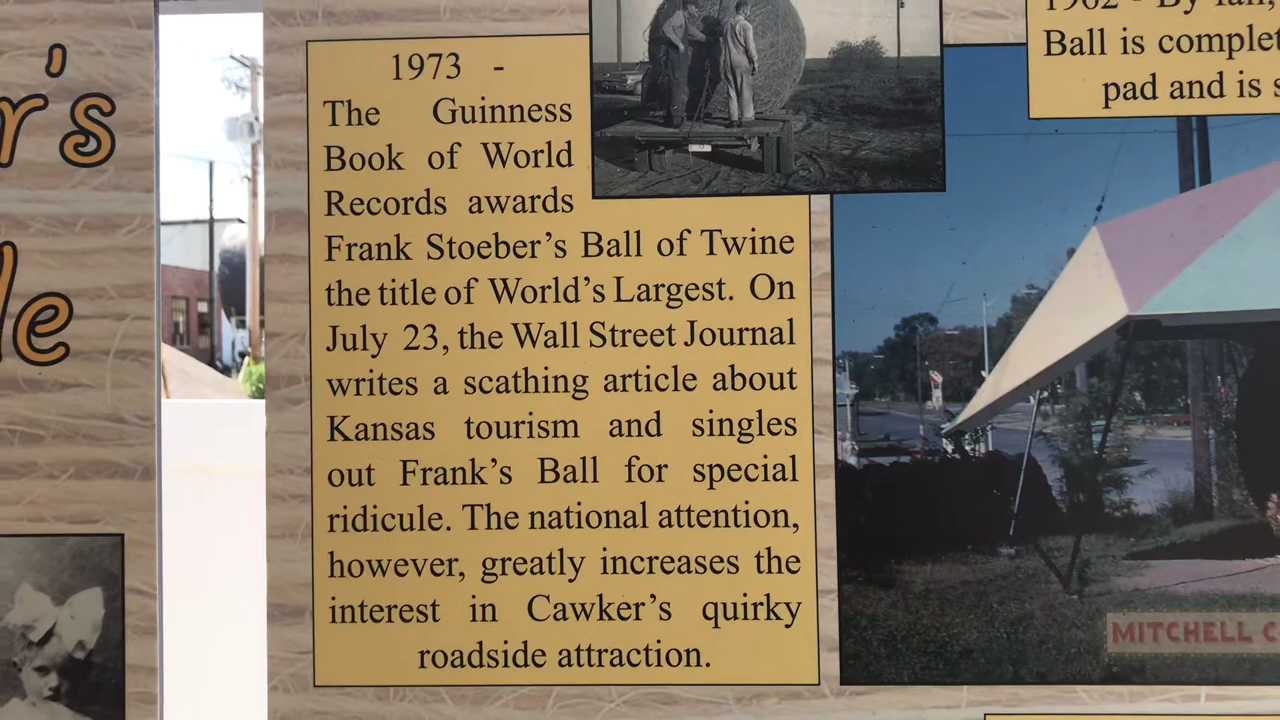 r's
le
1973 -
The Guinness
Book of World
Records awards
Frank Stoeber's Ball of Twine
the title of World's Largest. On
July 23, the Wall Street Journal
writes a scathing article about
Kansas tourism and singles
out Frank's Ball for special
ridicule. The national attention,
however, greatly increases the
interest in Cawker's quirky
roadside attraction.
1962 - By fall,
Ball is complet
pad and is s
MITCHELL C